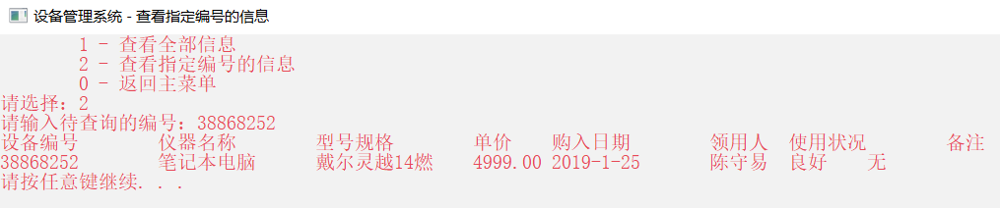 设备管理系统 - 查看指定编号的信息
1 - 查看全部信息
2 - 查看指定编号的信息
0 - 返回主菜单
请选择：2
请输入待查询的编号：38868252
设备编号 仪器名称 型号规格 单价 购入日期 领用人 使用状况 备注
38868252 笔记本电脑 戴尔灵越14燃 4999.00 2019-1-25 陈守易 良好 无
请按任意键继续. . .